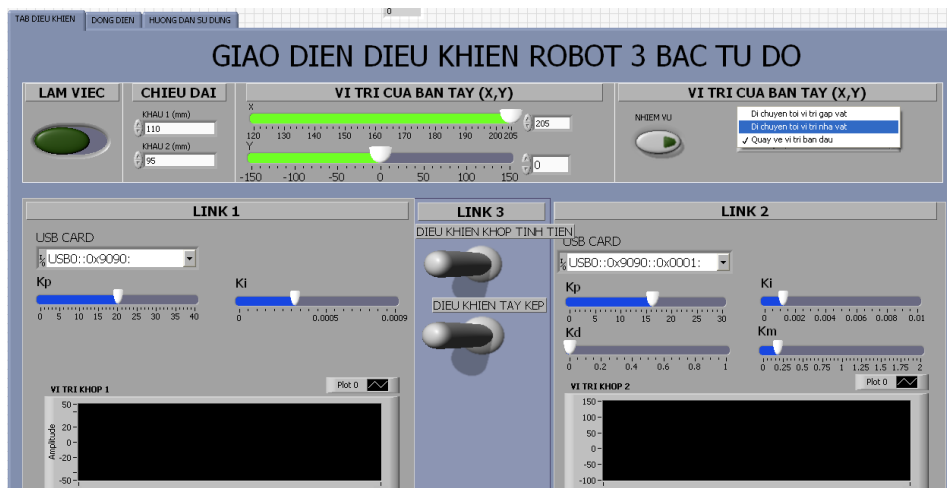 0
TAB DIEU KHIEN DONG DIEN HUONG DAN SU DUNG
GIAO DIEN DIEU KHIEN ROBOT 3 BAC TU DO
LAM VIEC
CHIEU DAI
KHAU 1 (mm)
110
KHAU 2 (mm)
95
VI TRI CUA BAN TAY (X,Y)
X
205
120 130 140 150 160 170 180 190 200 205
Y
0
-150 -100 -50 0 50 100 150
VI TRI CUA BAN TAY (X,Y)
NHIEM VU
Di chuyen toi vi tri gap vat
Di chuyen toi vi tri nha vat
✓ Quay ve vi tri ban dau
LINK 1
USB CARD
USB0::0x9090:
Kp
0 5 10 15 20 25 30 35 40
Ki
0 0.0005 0.0009
VI TRI KHOP 1
Plot 0
Amplitude
50
20
0
-20
-50
LINK 3
DIEU KHIEN KHOP TINH TIEN
DIEU KHIEN TAY KEP
LINK 2
USB CARD
USB0::0x9090::0x0001:
Kp
0 5 10 15 20 25 30
Ki
0 0.002 0.004 0.006 0.008 0.01
Kd
0 0.2 0.4 0.6 0.8 1
Km
0 0.25 0.5 0.75 1 1.25 1.5 1.75 2
VI TRI KHOP 2
Plot 0
150
100
50
0
-50
-100